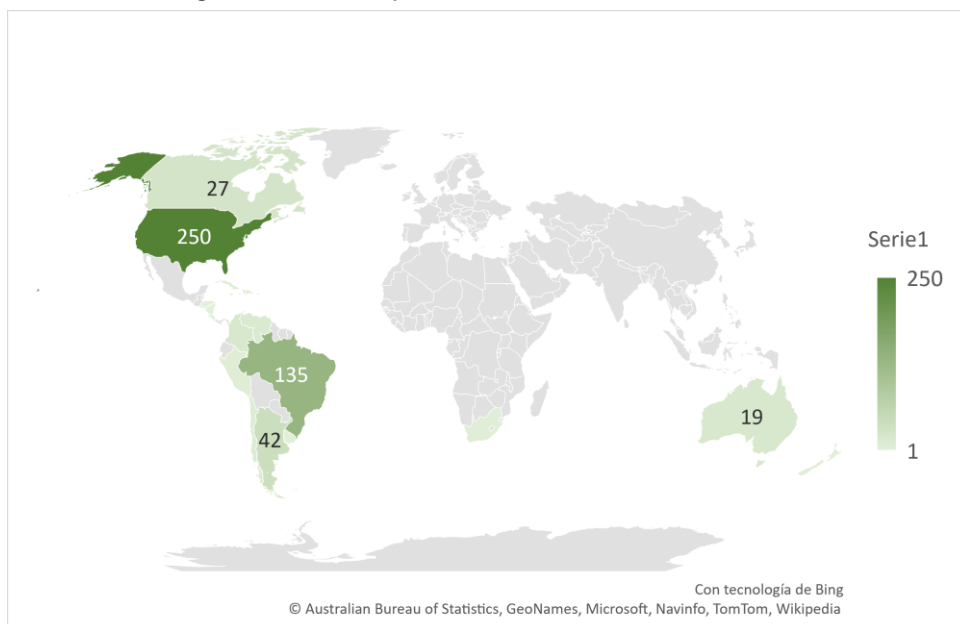 27
250
135
42
19
Serie1
250
1
Con tecnología de Bing
© Australian Bureau of Statistics, GeoNames, Microsoft, Navinfo, TomTom, Wikipedia